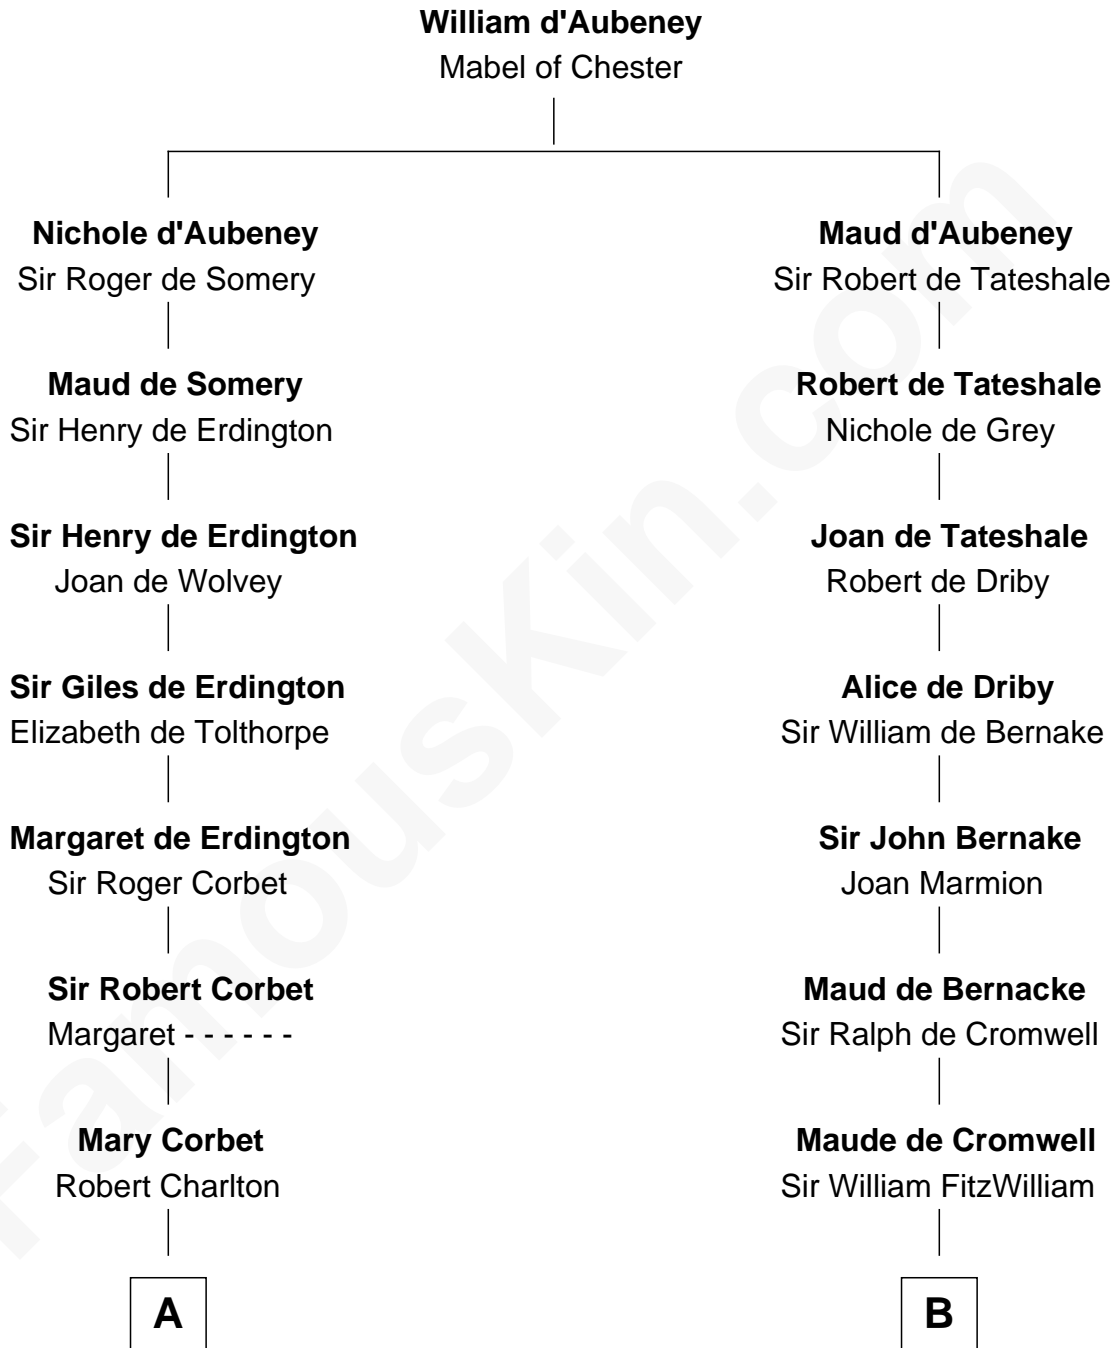 William d'Aubeney
Mabel of Chester
Nichole d'Aubeney
Sir Roger de Somery
Maud d'Aubeney
Sir Robert de Tateshale
Maud de Somery
Sir Henry de Erdington
Robert de Tateshale
Nichole de Grey
Sir Henry de Erdington
Joan de Wolvey
Joan de Tateshale
Robert de Driby
Sir Giles de Erdington
Elizabeth de Tolthorpe
Alice de Driby
Sir William de Bernake
Margaret de Erdington
Sir Roger Corbet
Sir John Bernake
Joan Marmion
Sir Robert Corbet
Margaret - - - - - -
Maud de Bernacke
Sir Ralph de Cromwell
Mary Corbet
Robert Charlton
Maude de Cromwell
Sir William FitzWilliam
A
B
FamousKin.com